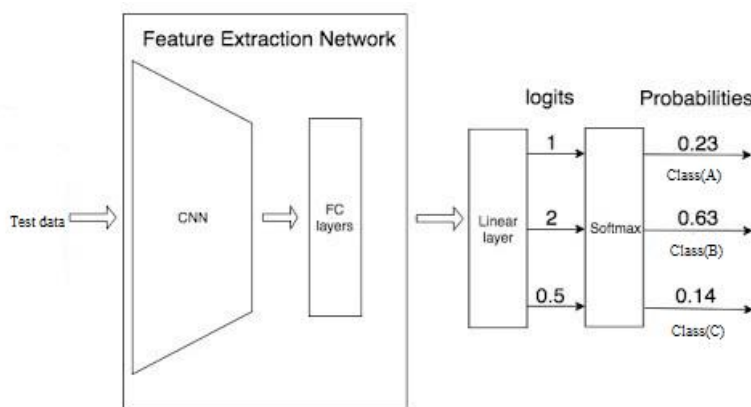 Feature Extraction Network
logits
Probabilities
1
0.23
Class(A)
Test data
CNN
FC
layers
Linear
layer
2
Softmax
0.63
Class(B)
0.5
0.14
Class(C)